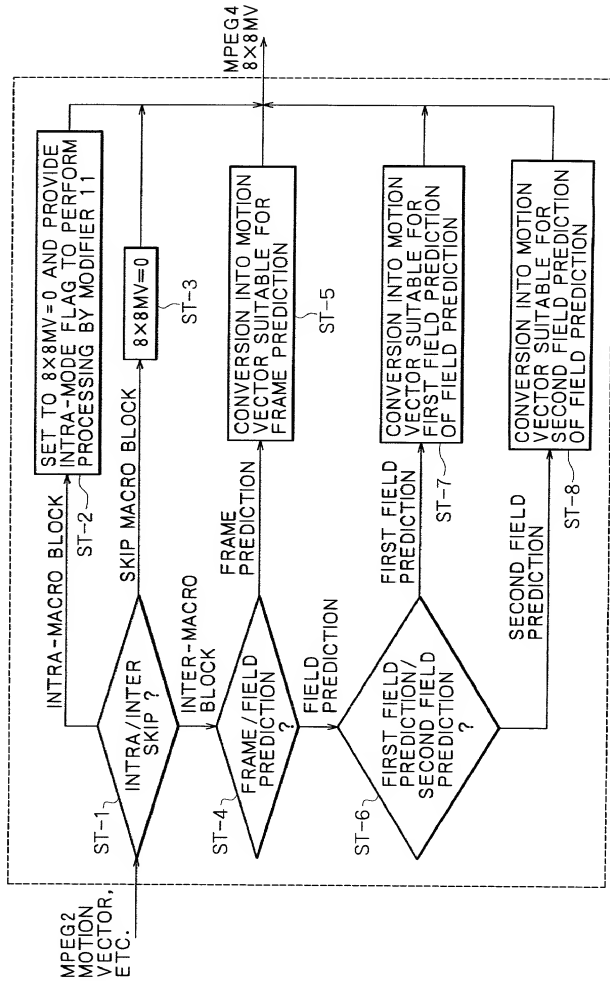 MPEG2
MOTION
VECTOR,
ETC.
ST-1
INTRA/INTER
SKIP ?
INTRA-MACRO BLOCK
ST-2
SET TO 8×8MV=0 AND PROVIDE
INTRA-MODE FLAG TO PERFORM
PROCESSING BY MODIFIER 11
SKIP MACRO BLOCK
8×8MV=0
ST-3
INTER-MACRO
BLOCK
ST-4
FRAME/FIELD
PREDICTION
?
FRAME
PREDICTION
CONVERSION INTO MOTION
VECTOR SUITABLE FOR
FRAME PREDICTION
ST-5
FIELD
PREDICTION
ST-6
FIRST FIELD
PREDICTION/
SECOND FIELD
PREDICTION
?
FIRST FIELD
PREDICTION
CONVERSION INTO MOTION
VECTOR SUITABLE FOR
FIRST FIELD PREDICTION
OF FIELD PREDICTION
ST-7
SECOND FIELD
PREDICTION
CONVERSION INTO MOTION
VECTOR SUITABLE FOR
SECOND FIELD PREDICTION
OF FIELD PREDICTION
ST-8
MPEG4
8×8MV